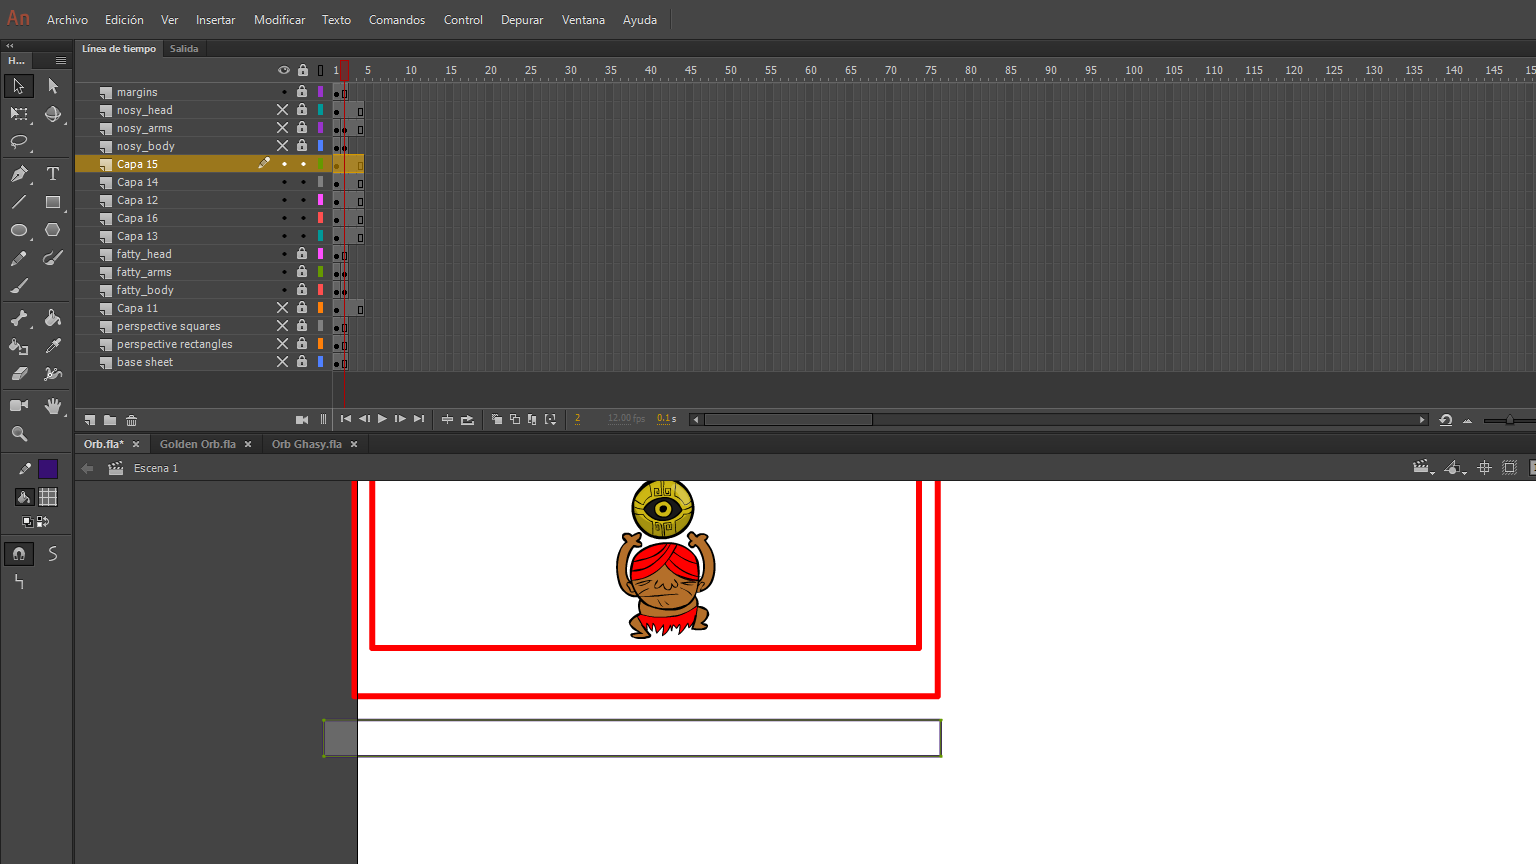 An Archivo Edición Ver Insertar Modificar Texto Comandos Control Depurar Ventana Ayuda
H... Línea de tiempo Salida
1 5 10 15 20 25 30 35 40 45 50 55 60 65 70 75 80 85 90 95 100 105 110 115 120 125 130 135 140 145 15
margins
nosy_head
nosy_arms
nosy_body
Capa 15
Capa 14
Capa 12
Capa 16
Capa 13
fatty_head
fatty_arms
fatty_body
Capa 11
perspective squares
perspective rectangles
base sheet
2 12.00 fps 0.1 s
Orb.fla* Golden Orb.fla Orb Ghasy.fla
Escena 1